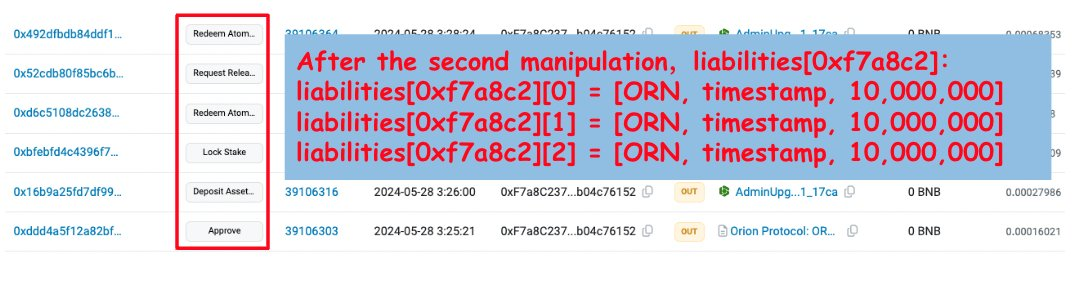 0x492dfbdb84ddf1... Redeem Atom... 39106364 2024-05-28 3:28:24 0xF7a8C237...b04c76152 OUT AdminUpg...1_17ca 0 BNB 0.00068353
After the second manipulation, liabilities[0xf7a8c2]:
0x52cdb80f85bc6b... Request Relea... 39
liabilities[0xf7a8c2][0] = [ORN, timestamp, 10,000,000]
0xd6c5108dc2638... Redeem Atom... 8
liabilities[0xf7a8c2][1] = [ORN, timestamp, 10,000,000]
0xbfebfd4c4396f7... Lock Stake 09
liabilities[0xf7a8c2][2] = [ORN, timestamp, 10,000,000]
0x16b9a25fd7df99... Deposit Asset... 39106316 2024-05-28 3:26:00 0xF7a8C237...b04c76152 OUT AdminUpg...1_17ca 0 BNB 0.00027986
0xddd4a5f12a82bf... Approve 39106303 2024-05-28 3:25:21 0xF7a8C237...b04c76152 OUT Orion Protocol: OR... 0 BNB 0.00016021